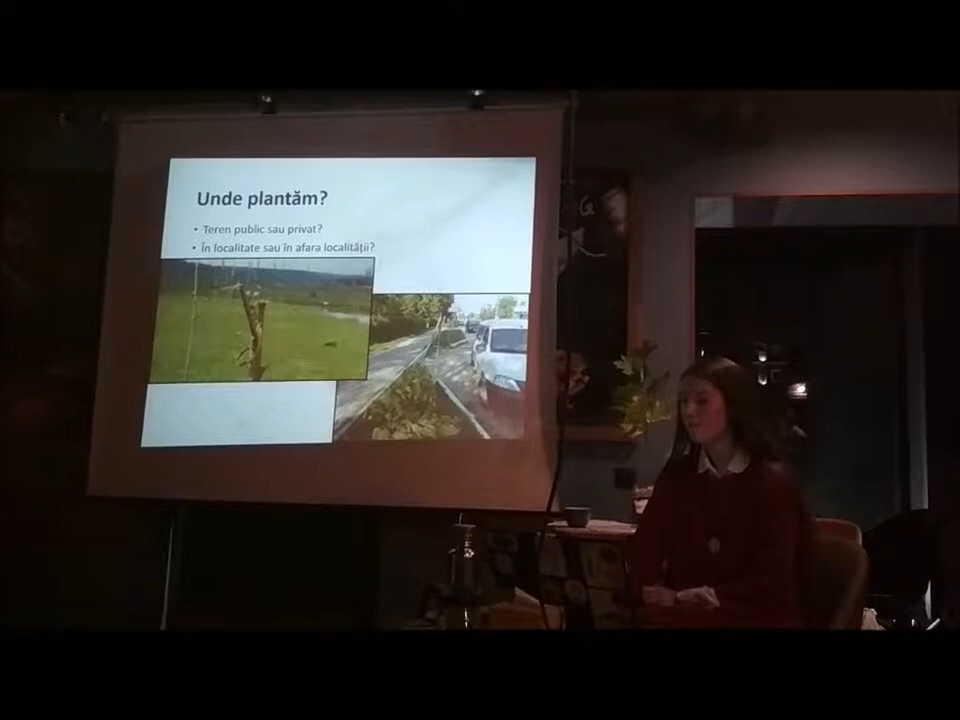 Unde plantăm?
• Teren public sau privat?
• În localitate sau în afara localității?